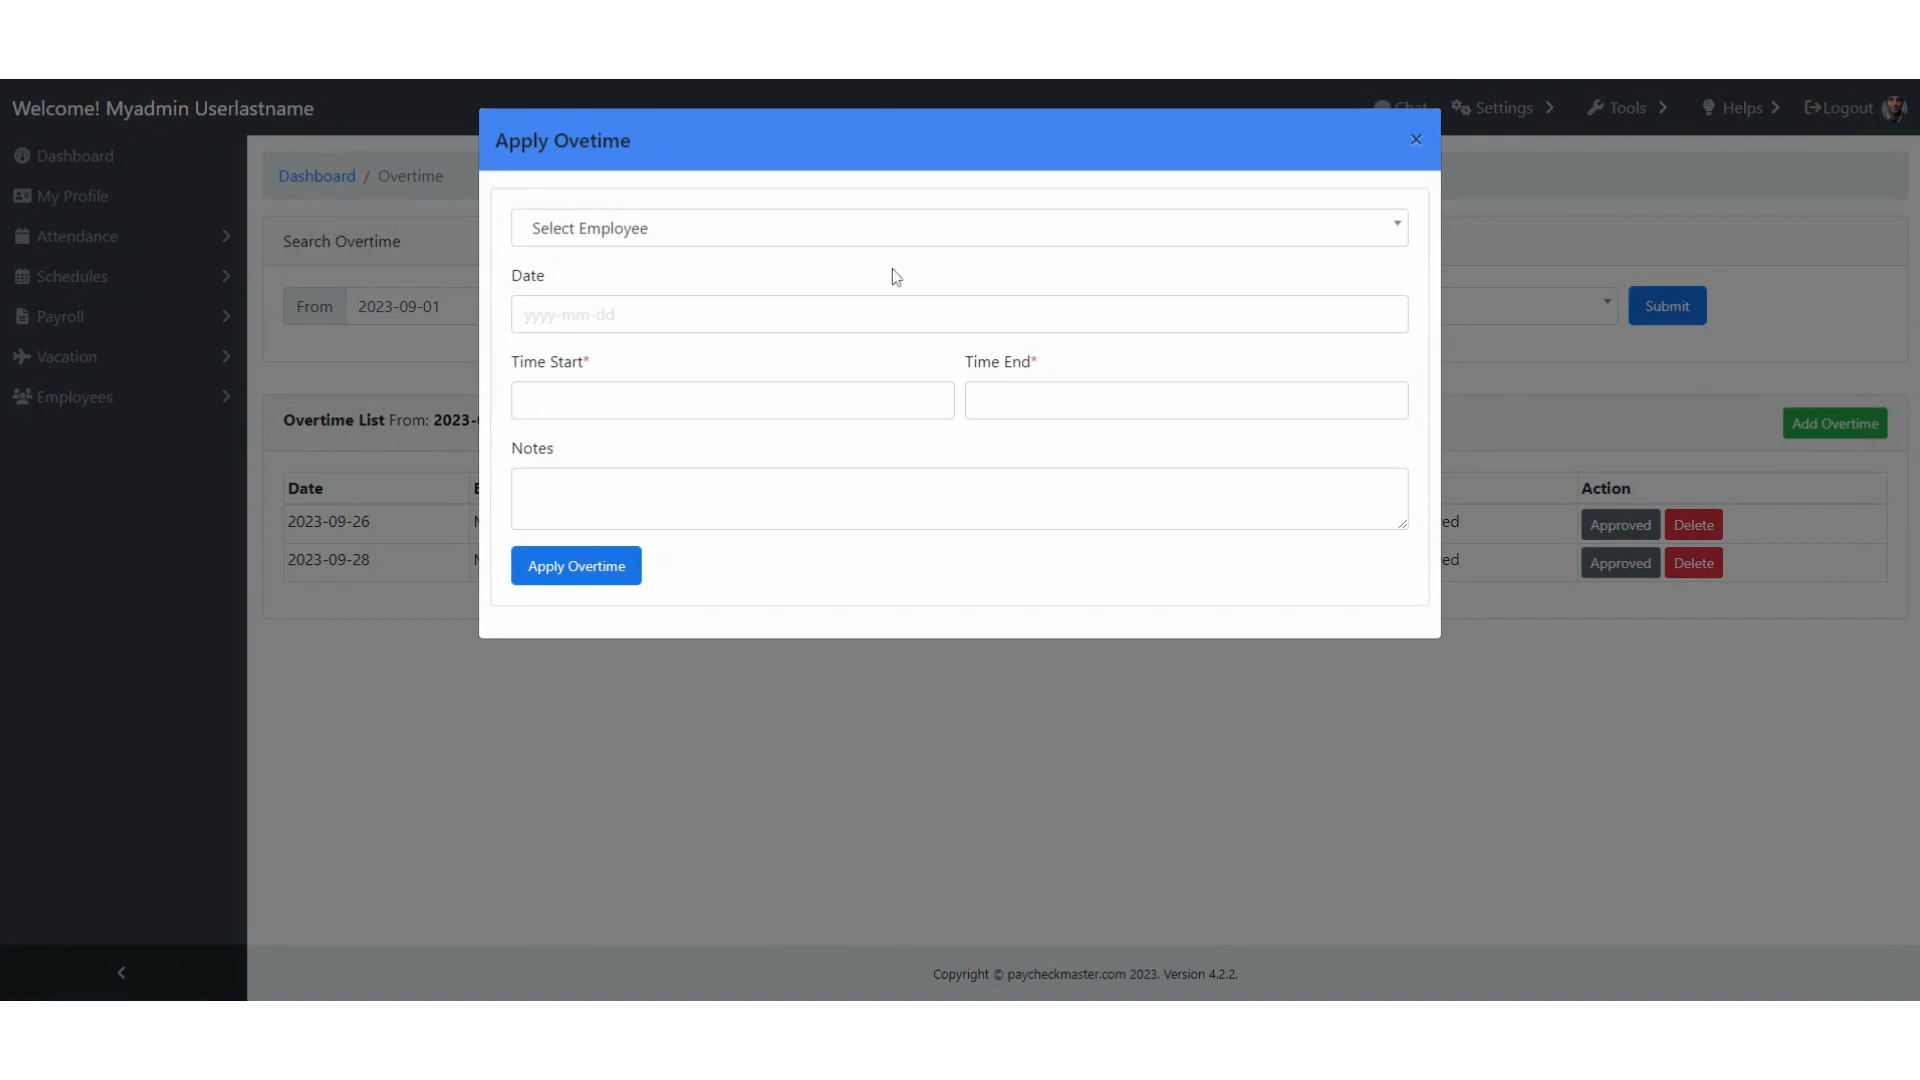 Welcome! Myadmin Userlastname
Chat
Settings
Tools
Helps
Logout
Dashboard
My Profile
Attendance
Schedules
Payroll
Vacation
Employees
Dashboard / Overtime
Search Overtime
From 2023-09-01
Submit
Overtime List From: 2023-
Add Overtime
Date
Action
2023-09-26
Approved Delete
2023-09-28
Approved Delete
Apply Ovetime
×
Select Employee
Date
yyyy-mm-dd
Time Start*
Time End*
Notes
Apply Overtime
Copyright © paycheckmaster.com 2023. Version 4.2.2.